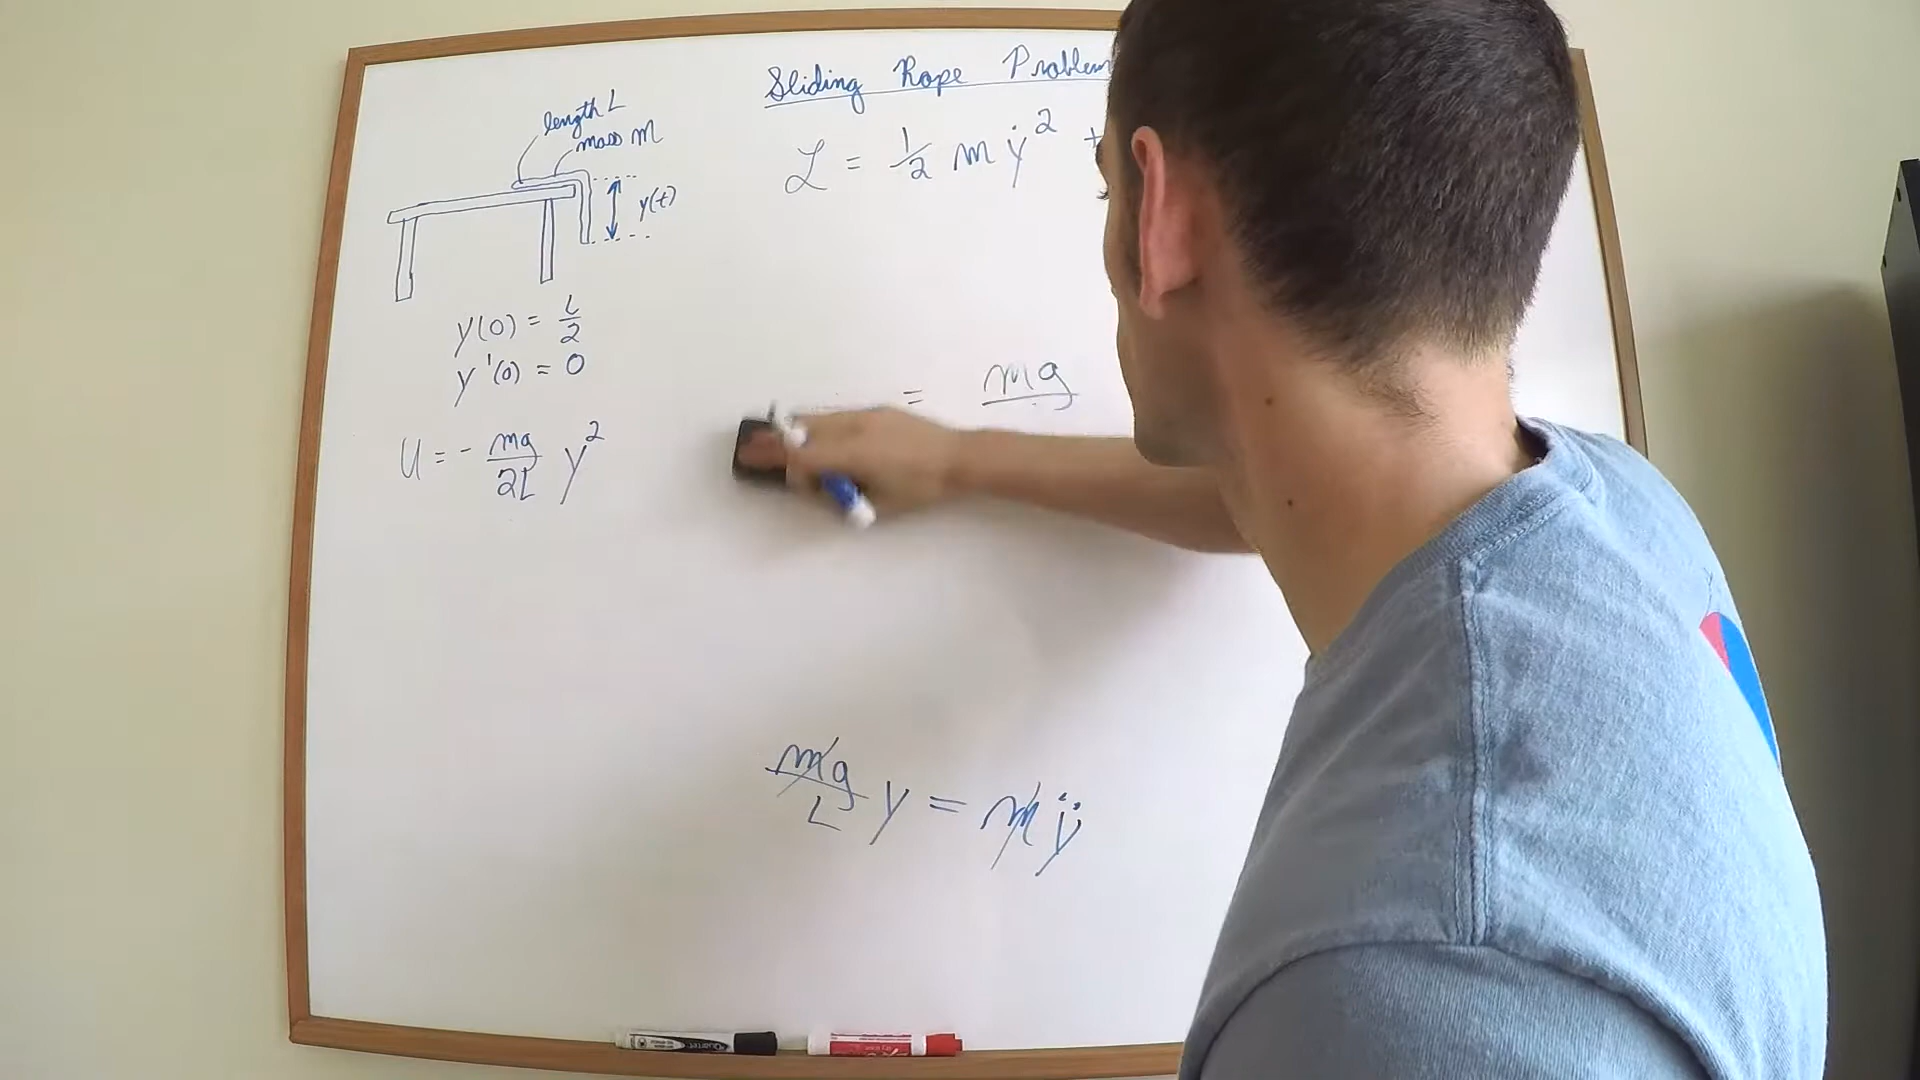 Sliding Rope Problem
length L
mass m
y(t)
ℒ = 1/2 m ẏ² +
y(0) = L/2
y'(0) = 0
= mg
U = - mg/2L y²
mg/L y = m ÿ